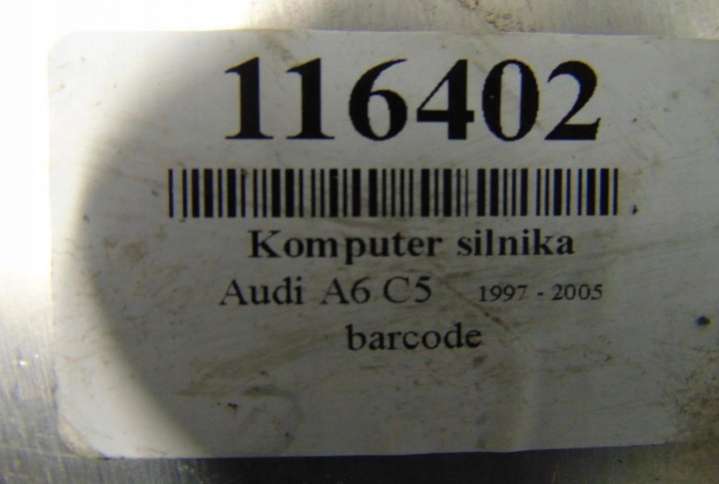 116402
Komputer silnika
Audi A6 C5 1997 - 2005
barcode